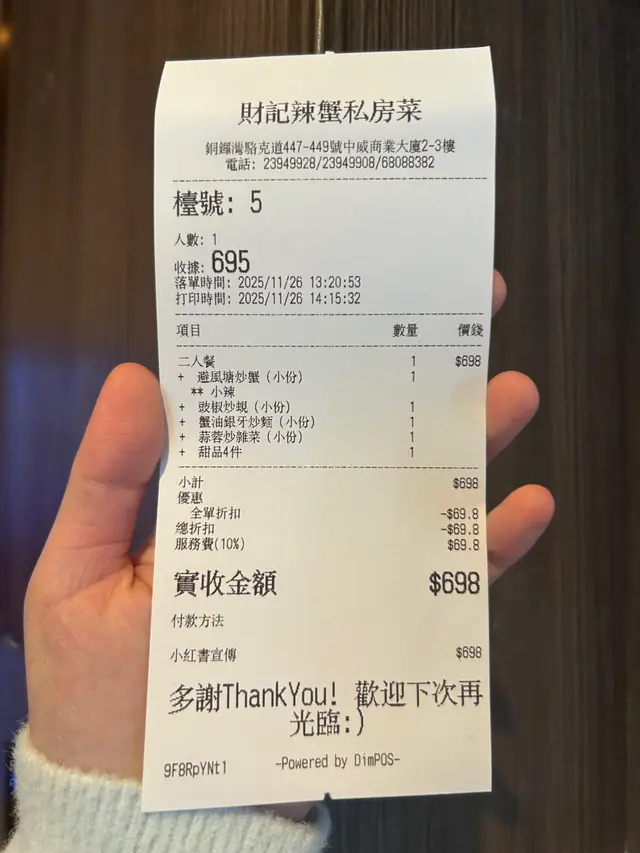 財記辣蟹私房菜
銅鑼灣駱克道447-449號中威商業大廈2-3樓
電話: 23949928/23949908/68088382
檯號: 5
人數: 1
收據: 695
落單時間: 2025/11/26 13:20:53
打印時間: 2025/11/26 14:15:32
項目 數量 價錢
二人餐 1 $698
+ 避風塘炒蟹(小份) 1
** 小辣
+ 豉椒炒蜆(小份) 1
+ 蟹油銀牙炒麵(小份) 1
+ 蒜蓉炒雜菜(小份) 1
+ 甜品4件 1
小計 $698
優惠
全單折扣 -$69.8
總折扣 -$69.8
服務費(10%) $69.8
實收金額 $698
付款方法
小紅書宣傳 $698
多謝ThankYou! 歡迎下次再
光臨:)
9F8RpYNt1 -Powered by DimPOS-